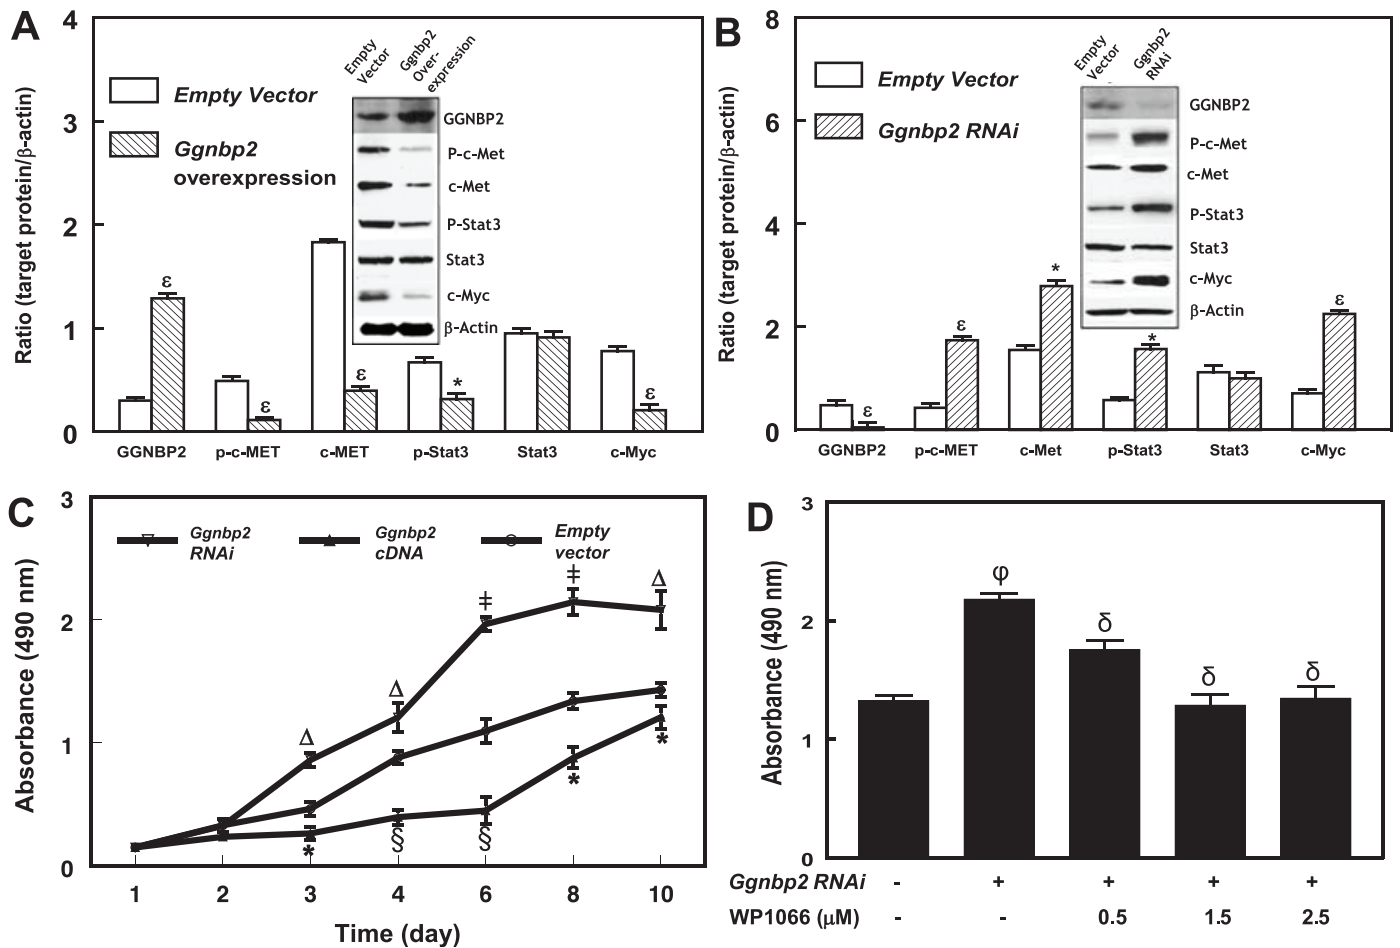 A
Ratio (target protein/β-actin)
4
3
2
1
0
Empty Vector
Ggnbp2
overexpression
Empty
Vector
Ggnbp2
Over-
expression
GGNBP2
P-c-Met
c-Met
P-Stat3
Stat3
c-Myc
β-Actin
ε
ε
ε
*
ε
GGNBP2
p-c-MET
c-MET
p-Stat3
Stat3
c-Myc
B
Ratio (target protein/β-actin)
8
6
4
2
0
Empty Vector
Ggnbp2 RNAi
Empty
Vector
Ggnbp2
RNAi
GGNBP2
P-c-Met
c-Met
P-Stat3
Stat3
c-Myc
β-Actin
ε
ε
*
*
ε
GGNBP2
p-c-MET
c-Met
p-Stat3
Stat3
c-Myc
C
Absorbance (490 nm)
3
2
1
0
Ggnbp2
RNAi
Ggnbp2
cDNA
Empty
vector
Δ
Δ
‡
‡
Δ
*
§
§
*
*
1
2
3
4
6
8
10
Time (day)
D
Absorbance (490 nm)
3
2
1
0
φ
δ
δ
δ
Ggnbp2 RNAi - + + + +
WP1066 (μM) - - 0.5 1.5 2.5